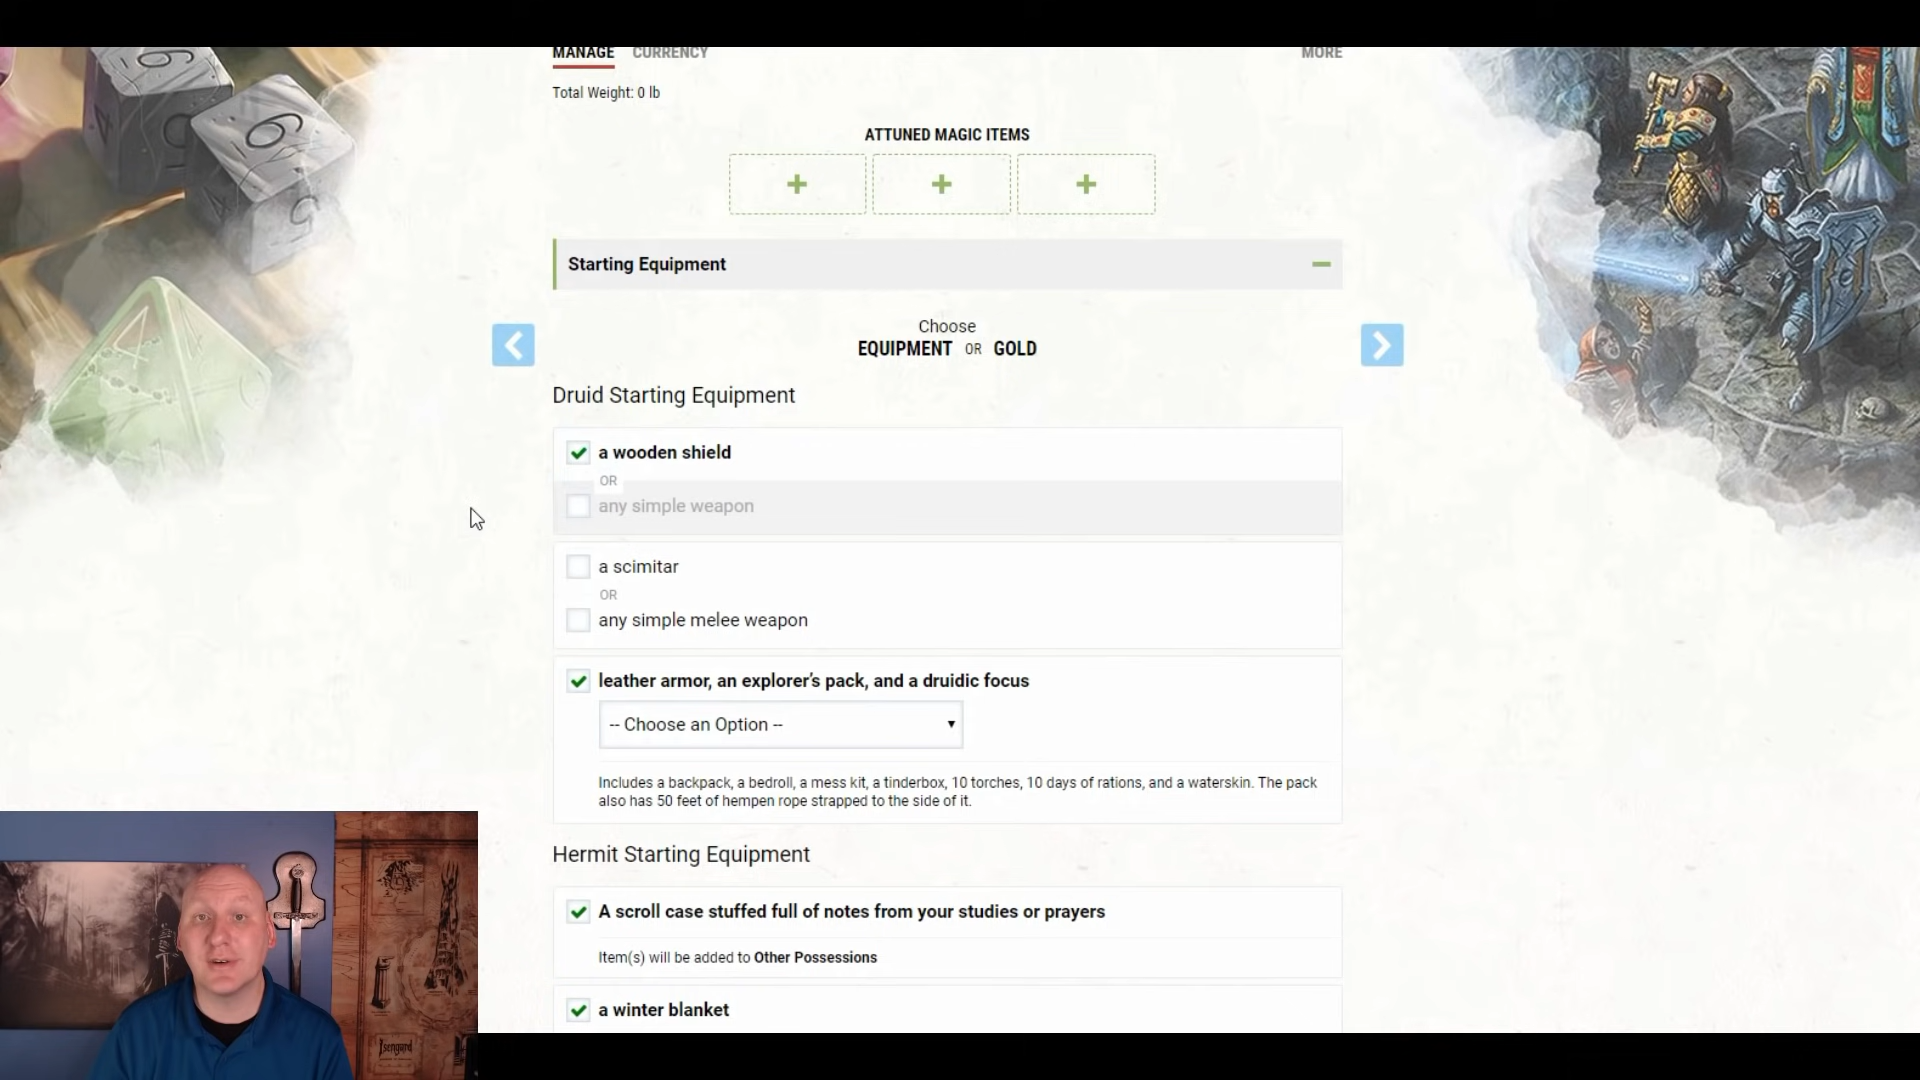 MANAGE CURRENCY MORE
Total Weight: 0 lb
ATTUNED MAGIC ITEMS
Starting Equipment
Choose
EQUIPMENT OR GOLD
Druid Starting Equipment
a wooden shield
OR
any simple weapon
a scimitar
OR
any simple melee weapon
leather armor, an explorer’s pack, and a druidic focus
-- Choose an Option --
Includes a backpack, a bedroll, a mess kit, a tinderbox, 10 torches, 10 days of rations, and a waterskin. The pack
also has 50 feet of hempen rope strapped to the side of it.
Hermit Starting Equipment
A scroll case stuffed full of notes from your studies or prayers
Item(s) will be added to Other Possessions
a winter blanket
Isengard